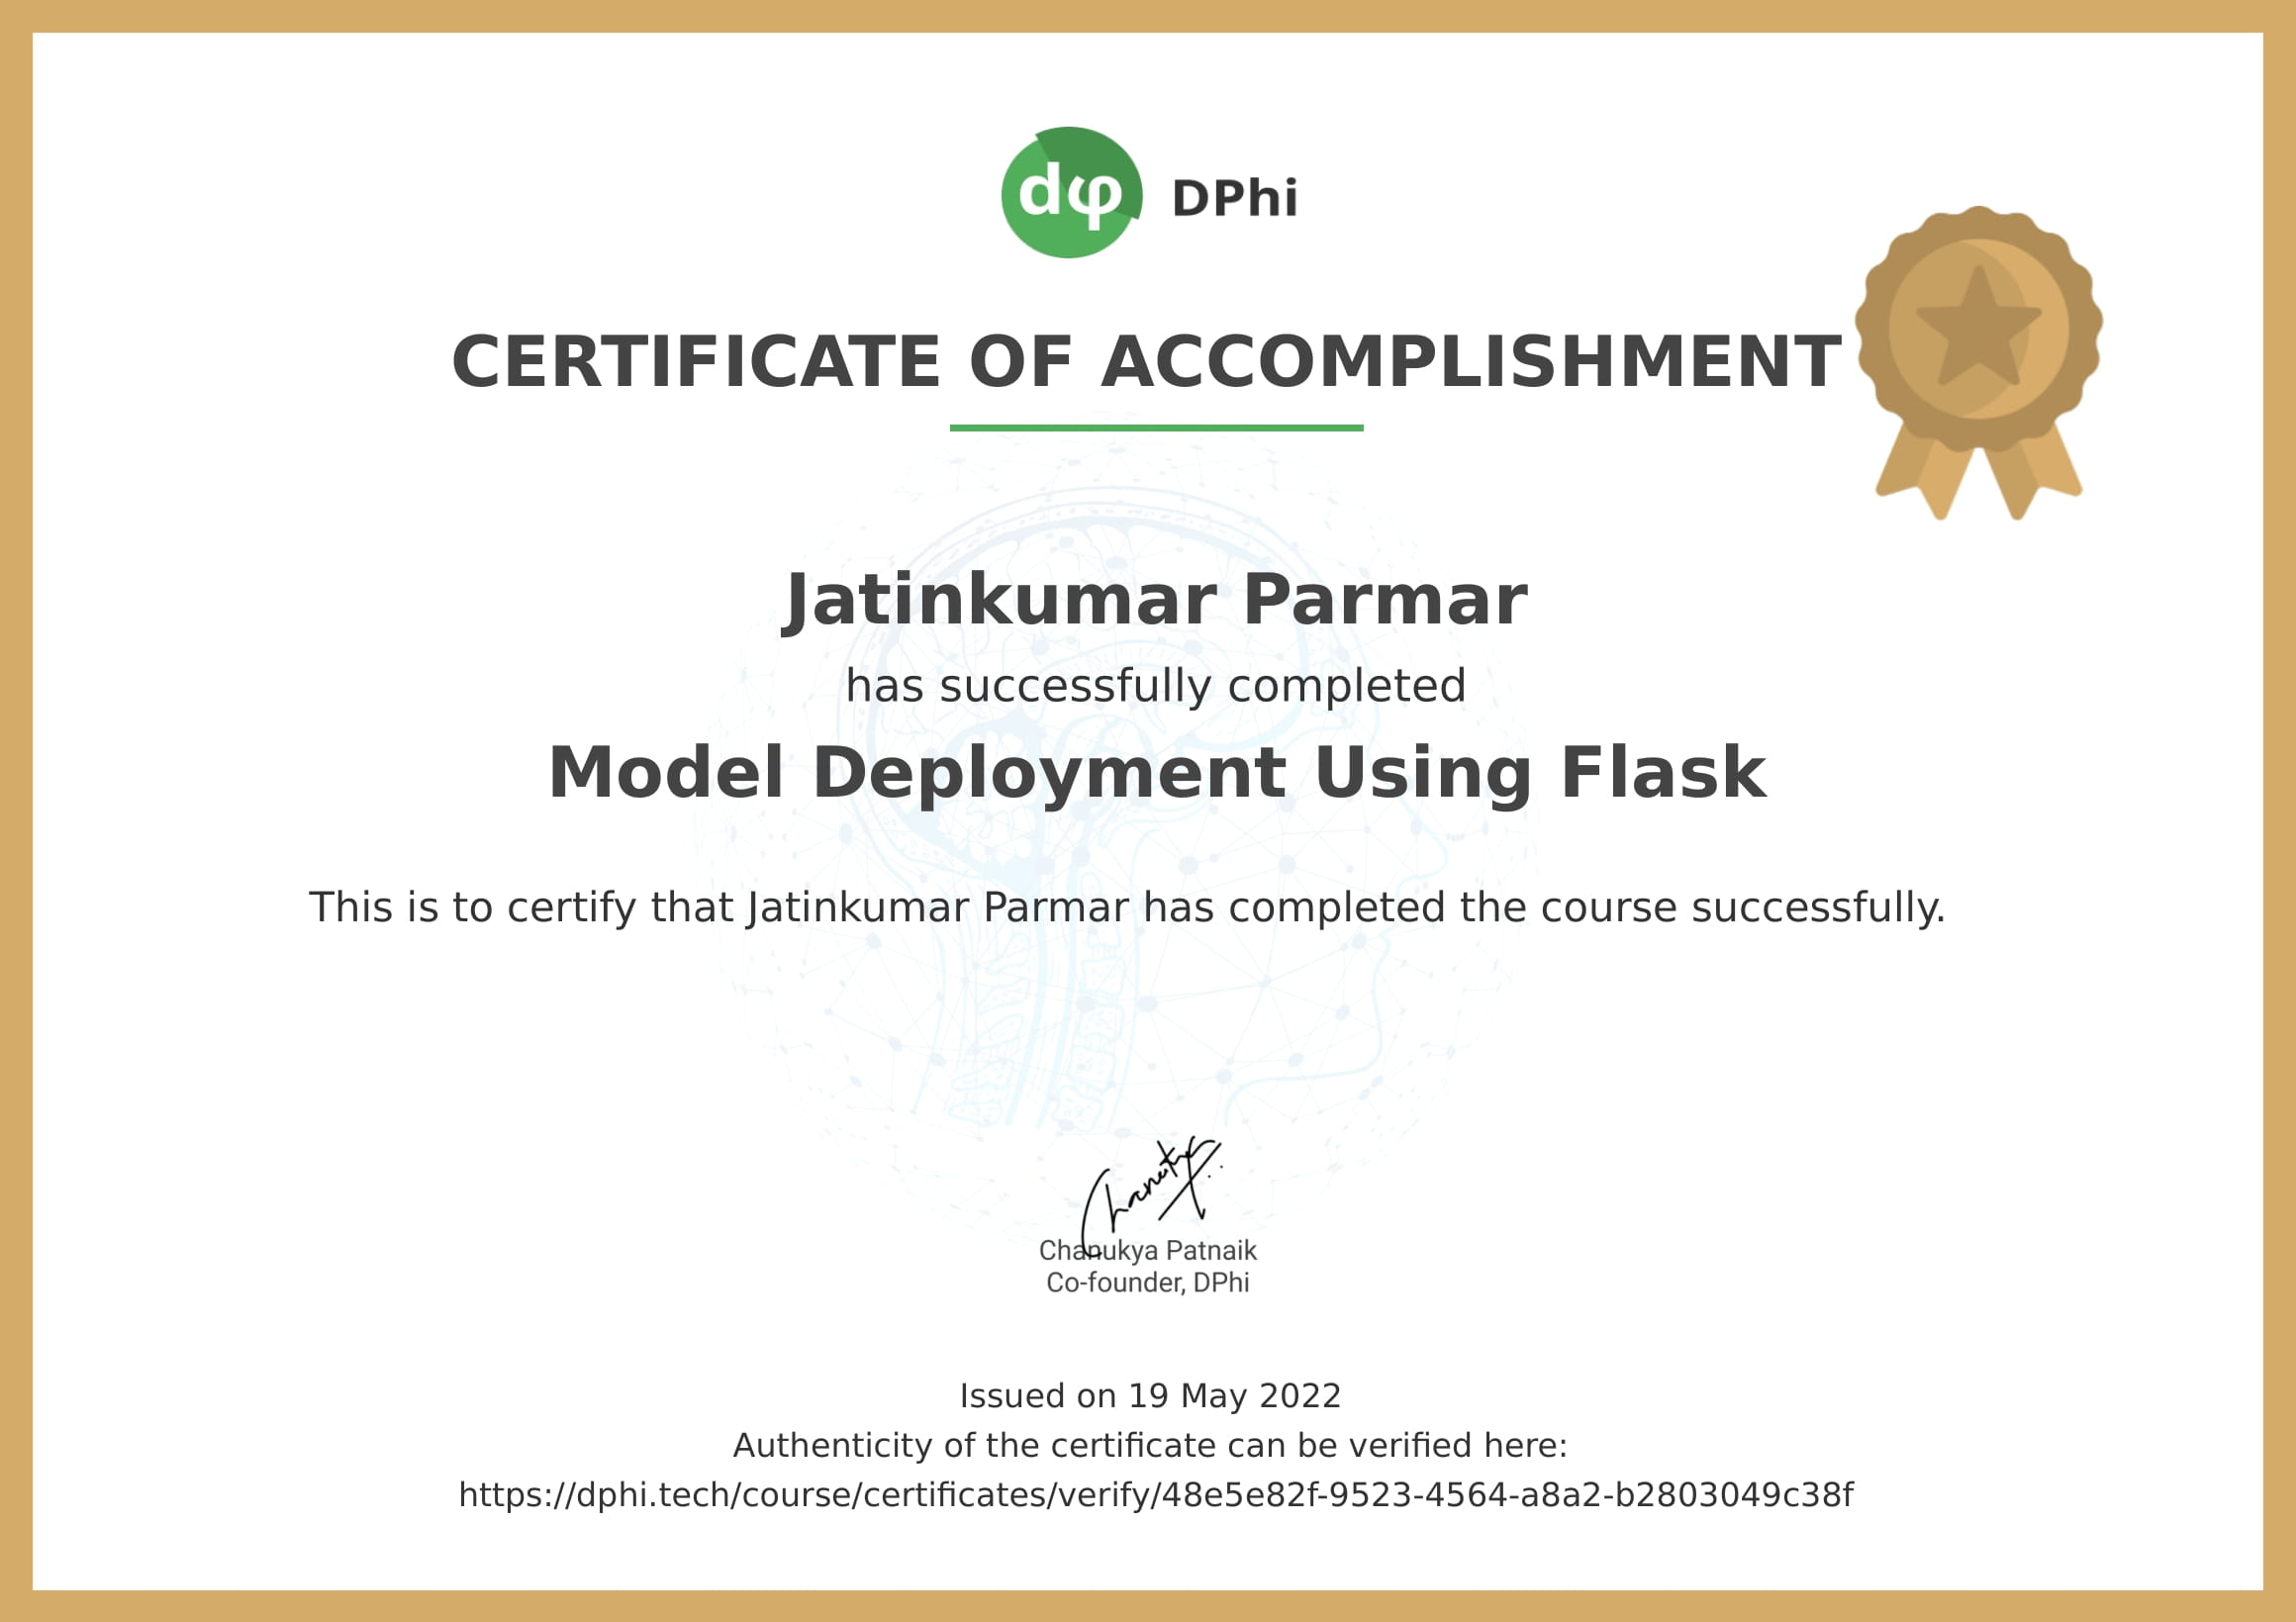 dφ DPhi
CERTIFICATE OF ACCOMPLISHMENT
Jatinkumar Parmar
has successfully completed
Model Deployment Using Flask
This is to certify that Jatinkumar Parmar has completed the course successfully.
Chanukya Patnaik
Co-founder, DPhi
Issued on 19 May 2022
Authenticity of the certificate can be verified here:
https://dphi.tech/course/certificates/verify/48e5e82f-9523-4564-a8a2-b2803049c38f